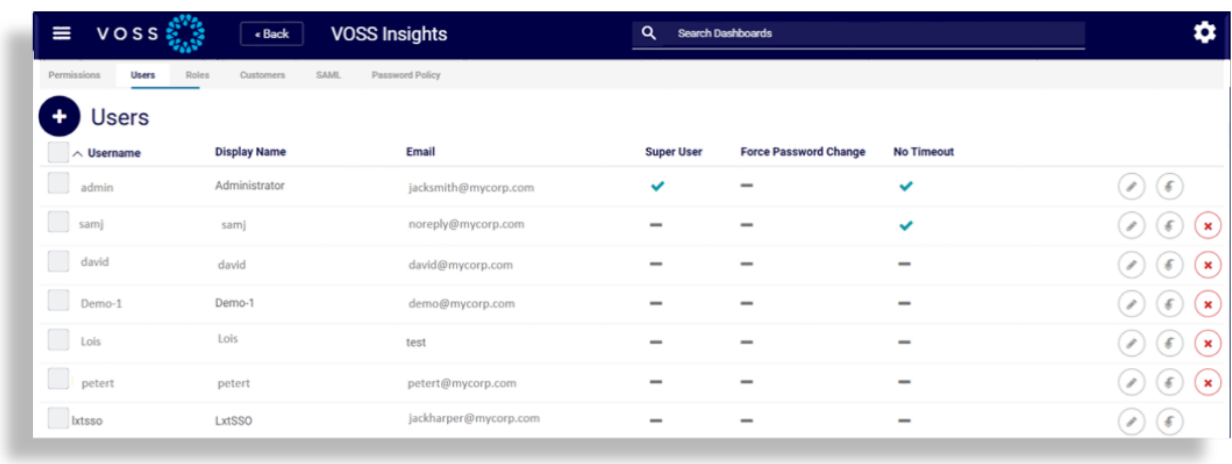 VOSS « Back VOSS Insights Search Dashboards
Permissions Users Roles Customers SAML Password Policy
+ Users
Username Display Name Email Super User Force Password Change No Timeout
admin Administrator jacksmith@mycorp.com
samj samj noreply@mycorp.com
david david david@mycorp.com
Demo-1 Demo-1 demo@mycorp.com
Lois Lois test
petert petert petert@mycorp.com
lxtsso LxtSSO jackharper@mycorp.com